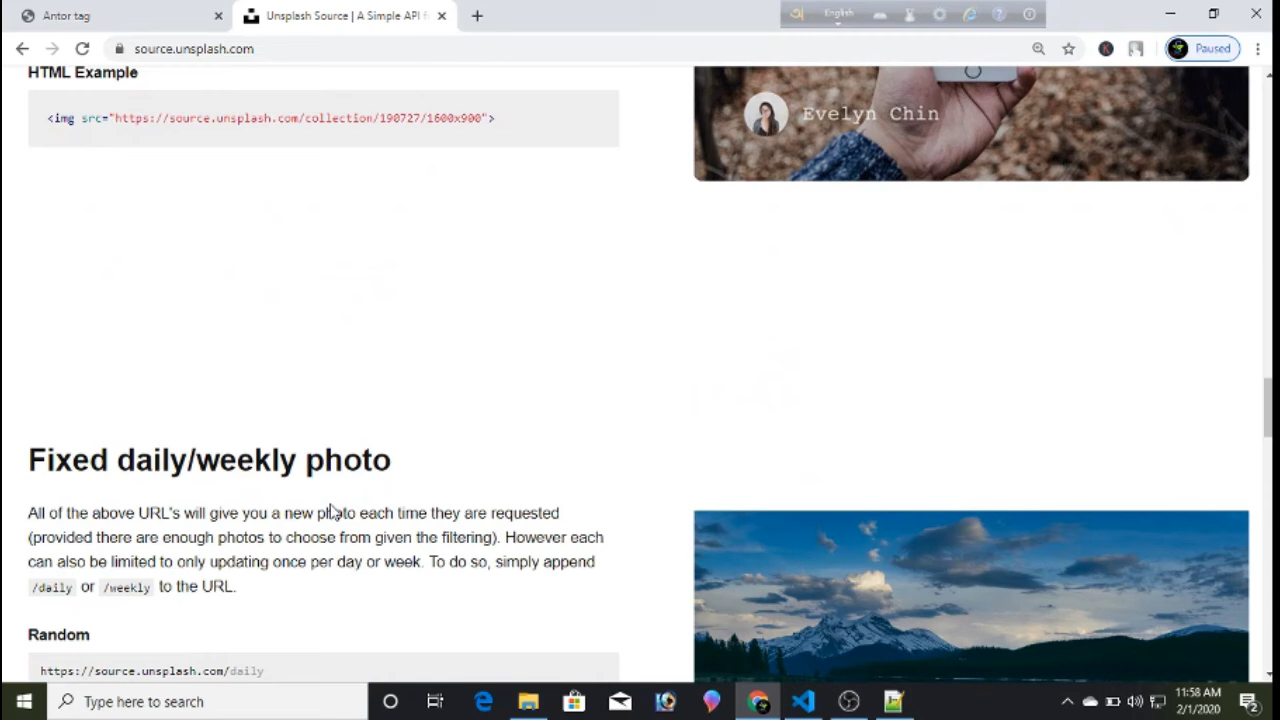 Antor tag
Unsplash Source | A Simple API f
অ
English
source.unsplash.com
K
Paused
HTML Example
<img src="https://source.unsplash.com/collection/190727/1600x900">
Evelyn Chin
Fixed daily/weekly photo
All of the above URL's will give you a new photo each time they are requested
(provided there are enough photos to choose from given the filtering). However each
can also be limited to only updating once per day or week. To do so, simply append
/daily or /weekly to the URL.
Random
https://source.unsplash.com/daily
Type here to search
11:58 AM
2/1/2020
2